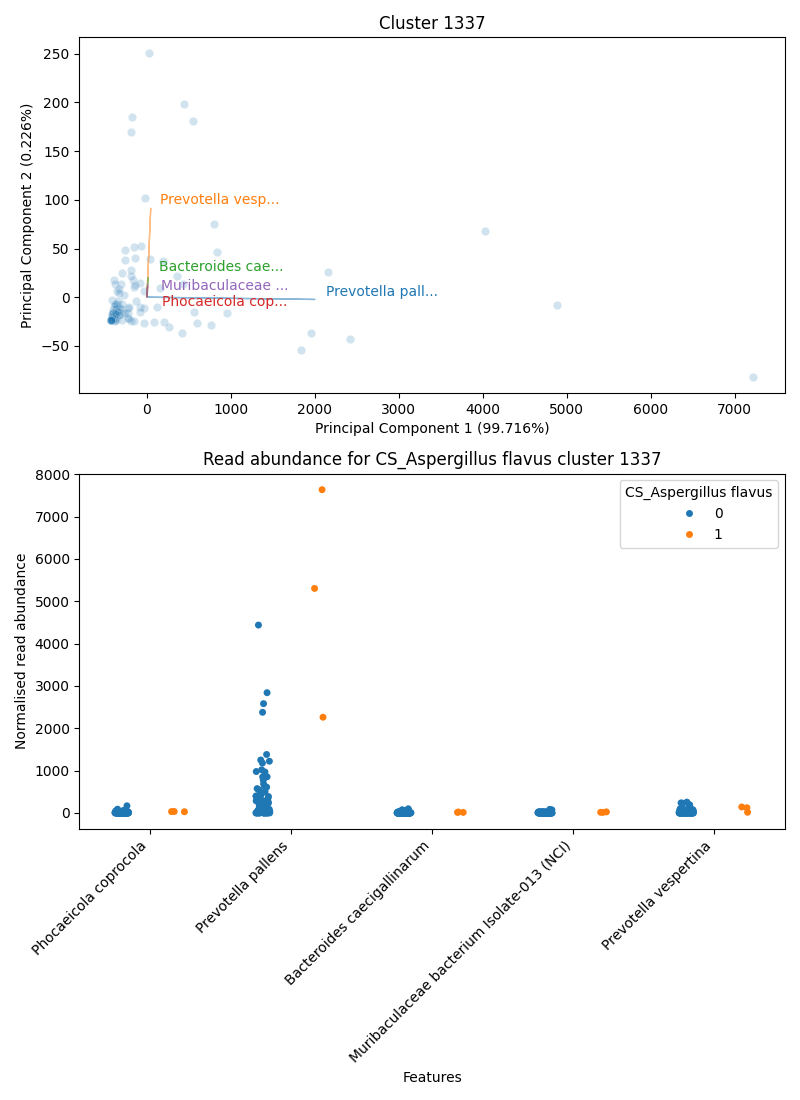 Cluster 1337
Principal Component 2 (0.226%)
250
200
150
100
50
0
−50
Prevotella vesp...
Bacteroides cae...
Muribaculaceae ...
Prevotella pall...
Phocaeicola cop...
0 1000 2000 3000 4000 5000 6000 7000
Principal Component 1 (99.716%)
Read abundance for CS_Aspergillus flavus cluster 1337
Normalised read abundance
8000
7000
6000
5000
4000
3000
2000
1000
0
CS_Aspergillus flavus
0
1
Phocaeicola coprocola
Prevotella pallens
Bacteroides caecigallinarum
Muribaculaceae bacterium Isolate-013 (NCI)
Prevotella vespertina
Features